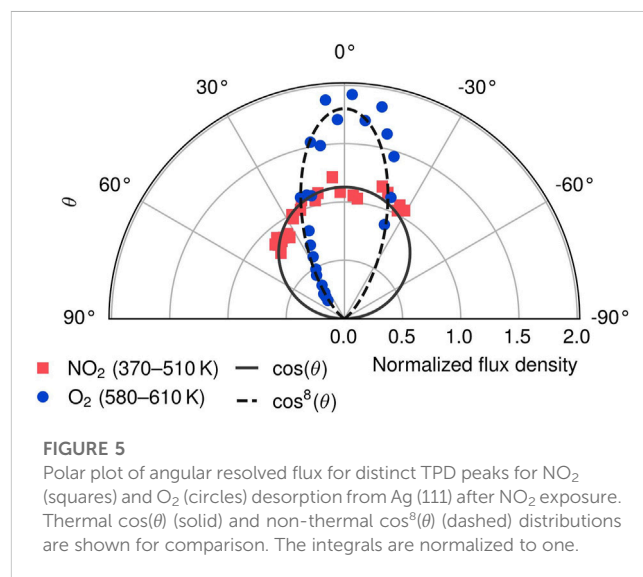 0°
30°
-30°
60°
-60°
θ
90°
-90°
0.0 0.5 1.0 1.5 2.0
NO₂ (370–510 K) cos(θ) Normalized flux density
O₂ (580–610 K) cos⁸(θ)
FIGURE 5
Polar plot of angular resolved flux for distinct TPD peaks for NO₂
(squares) and O₂ (circles) desorption from Ag (111) after NO₂ exposure.
Thermal cos(θ) (solid) and non-thermal cos⁸(θ) (dashed) distributions
are shown for comparison. The integrals are normalized to one.